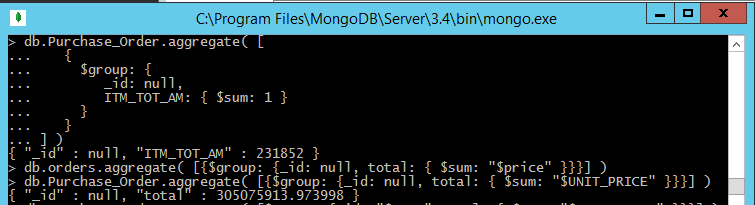 C:\Program Files\MongoDB\Server\3.4\bin\mongo.exe
> db.Purchase_Order.aggregate( [
... {
... $group: {
... _id: null,
... ITM_TOT_AM: { $sum: 1 }
... }
... }
... ] )
{ "_id" : null, "ITM_TOT_AM" : 231852 }
> db.orders.aggregate( [{$group: {_id: null, total: { $sum: "$price" }}}] )
> db.Purchase_Order.aggregate( [{$group: {_id: null, total: { $sum: "$UNIT_PRICE" }}}] )
{ "_id" : null, "total" : 305075913.973998 }